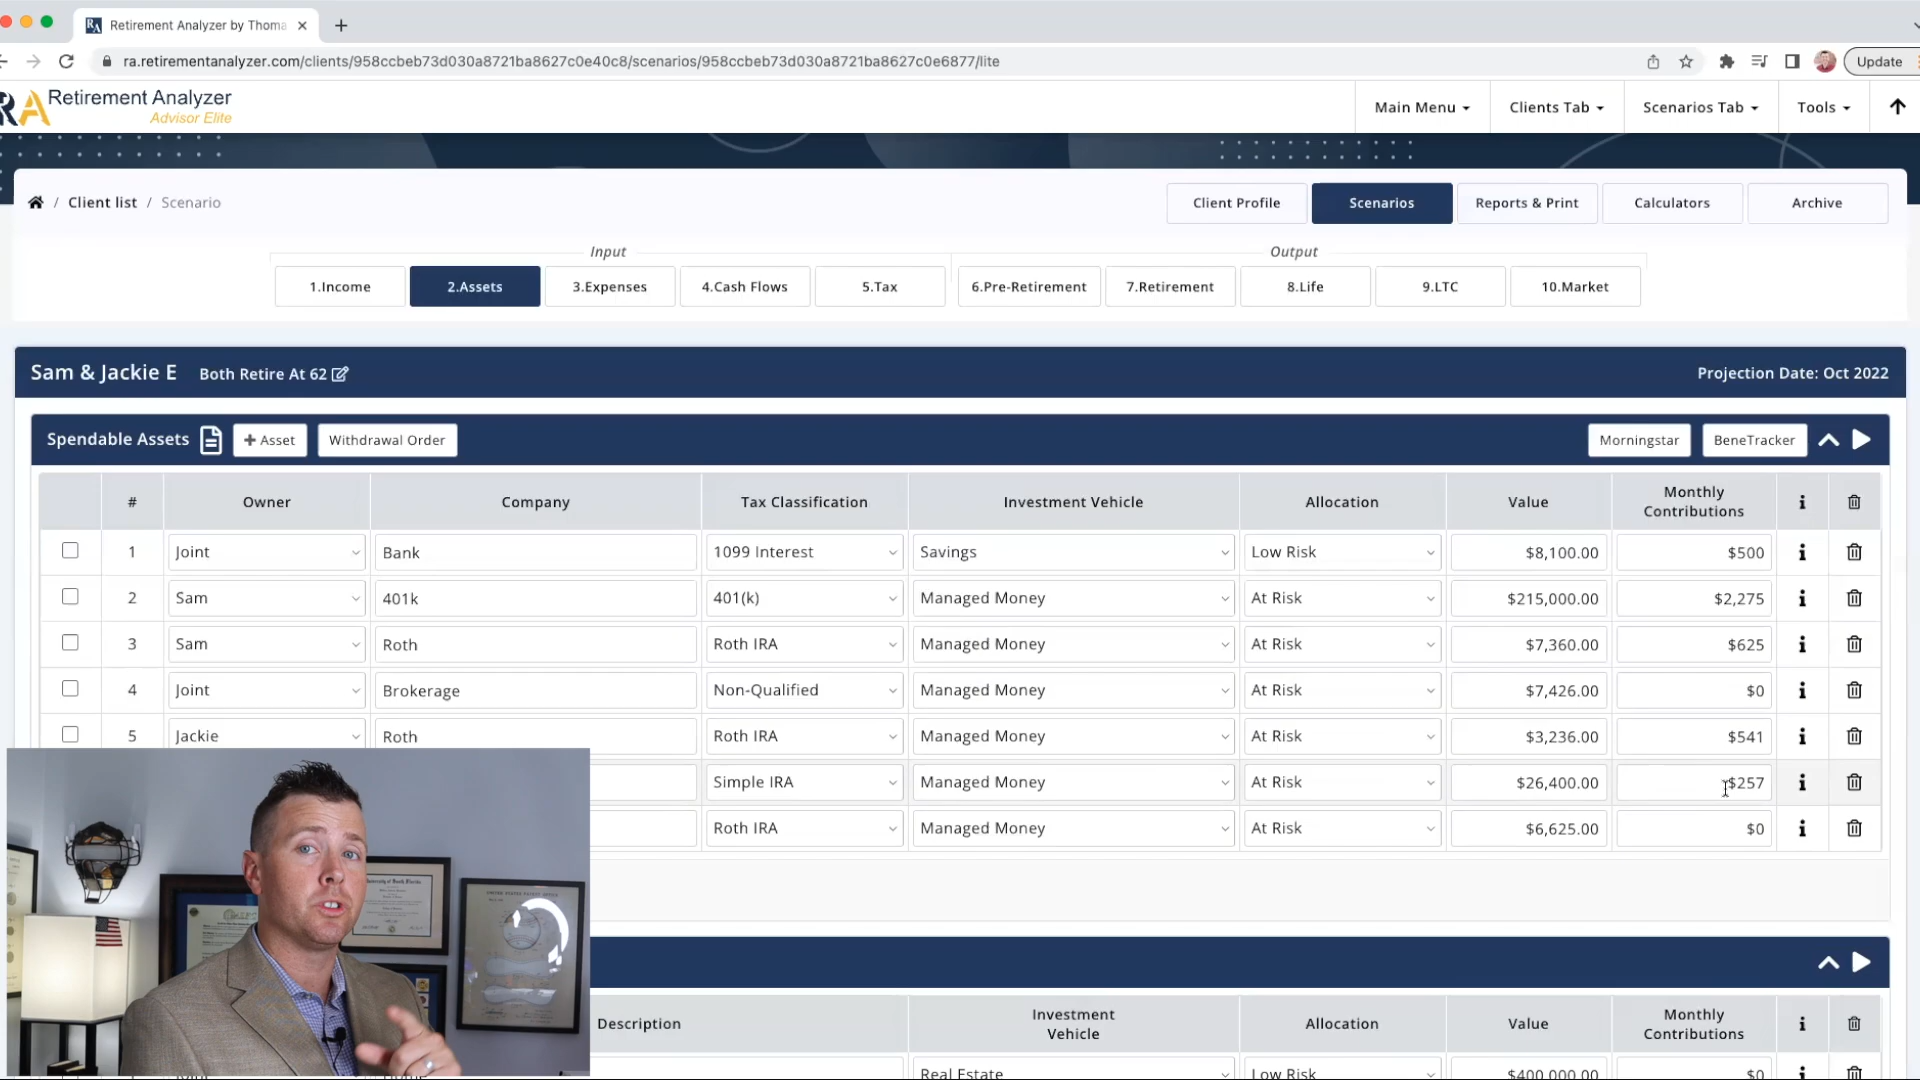 Retirement Analyzer by Thoma
ra.retirementanalyzer.com/clients/958ccbeb73d030a8721ba8627c0e40c8/scenarios/958ccbeb73d030a8721ba8627c0e6877/lite
Update
RA Retirement Analyzer
Advisor Elite
Main Menu
Clients Tab
Scenarios Tab
Tools
/ Client list / Scenario
Client Profile
Scenarios
Reports & Print
Calculators
Archive
Input
Output
1.Income
2.Assets
3.Expenses
4.Cash Flows
5.Tax
6.Pre-Retirement
7.Retirement
8.Life
9.LTC
10.Market
Sam & Jackie E Both Retire At 62
Projection Date: Oct 2022
Spendable Assets
+ Asset
Withdrawal Order
Morningstar
BeneTracker
# Owner Company Tax Classification Investment Vehicle Allocation Value Monthly Contributions
1 Joint Bank 1099 Interest Savings Low Risk $8,100.00 $500
2 Sam 401k 401(k) Managed Money At Risk $215,000.00 $2,275
3 Sam Roth Roth IRA Managed Money At Risk $7,360.00 $625
4 Joint Brokerage Non-Qualified Managed Money At Risk $7,426.00 $0
5 Jackie Roth Roth IRA Managed Money At Risk $3,236.00 $541
Simple IRA Managed Money At Risk $26,400.00 $257
Roth IRA Managed Money At Risk $6,625.00 $0
Description Investment Vehicle Allocation Value Monthly Contributions
Real Estate Low Risk $400,000.00 $0